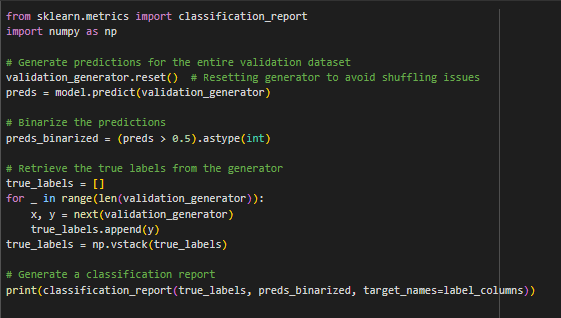 from sklearn.metrics import classification_report
import numpy as np

# Generate predictions for the entire validation dataset
validation_generator.reset()  # Resetting generator to avoid shuffling issues
preds = model.predict(validation_generator)

# Binarize the predictions
preds_binarized = (preds > 0.5).astype(int)

# Retrieve the true labels from the generator
true_labels = []
for _ in range(len(validation_generator)):
    x, y = next(validation_generator)
    true_labels.append(y)
true_labels = np.vstack(true_labels)

# Generate a classification report
print(classification_report(true_labels, preds_binarized, target_names=label_columns))